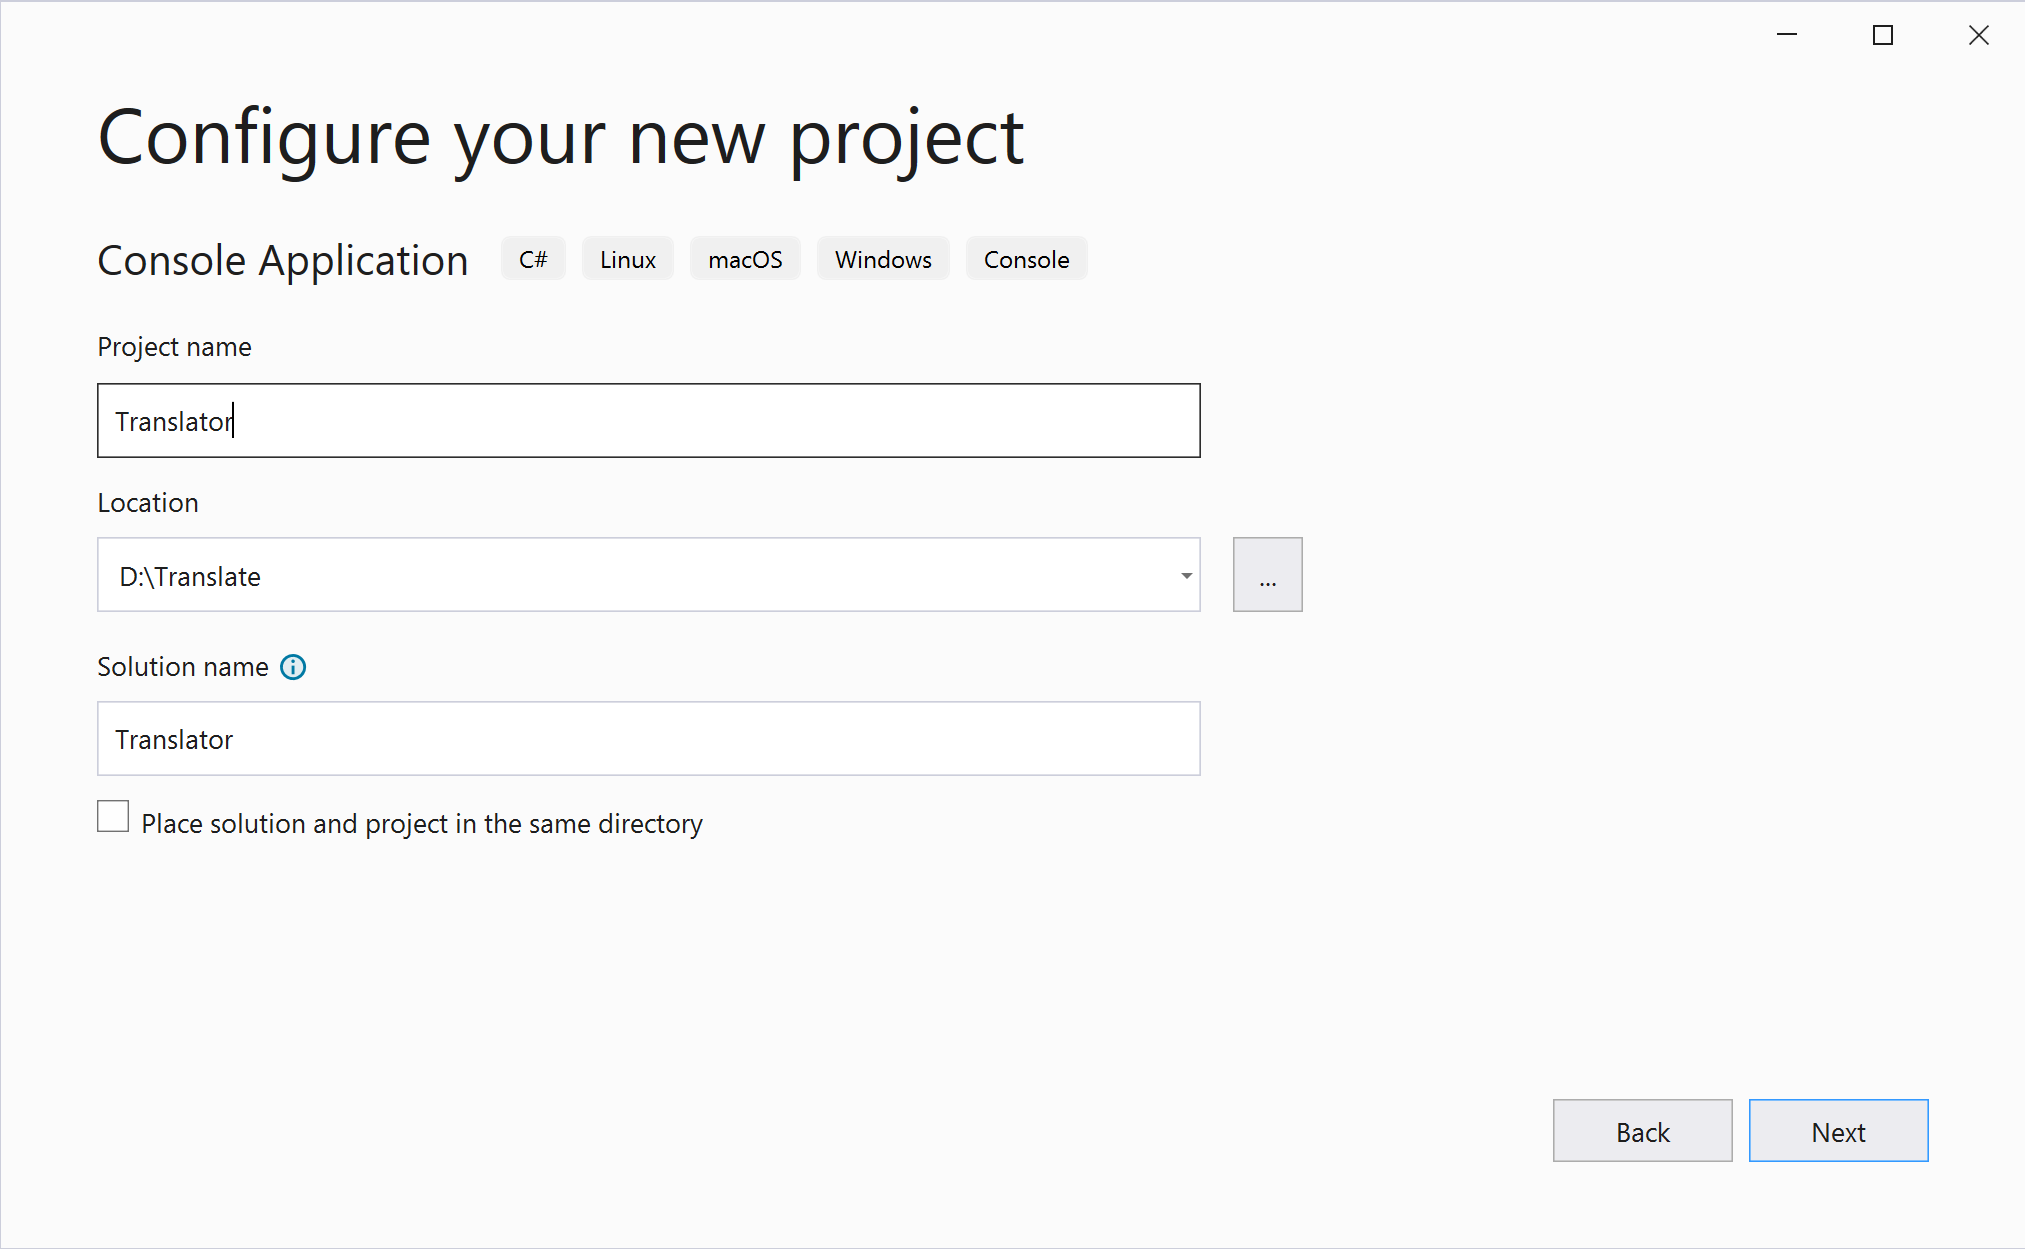 Configure your new project
Console Application C# Linux macOS Windows Console
Project name
Translator
Location
D:\Translate
...
Solution name
Translator
Place solution and project in the same directory
Back Next